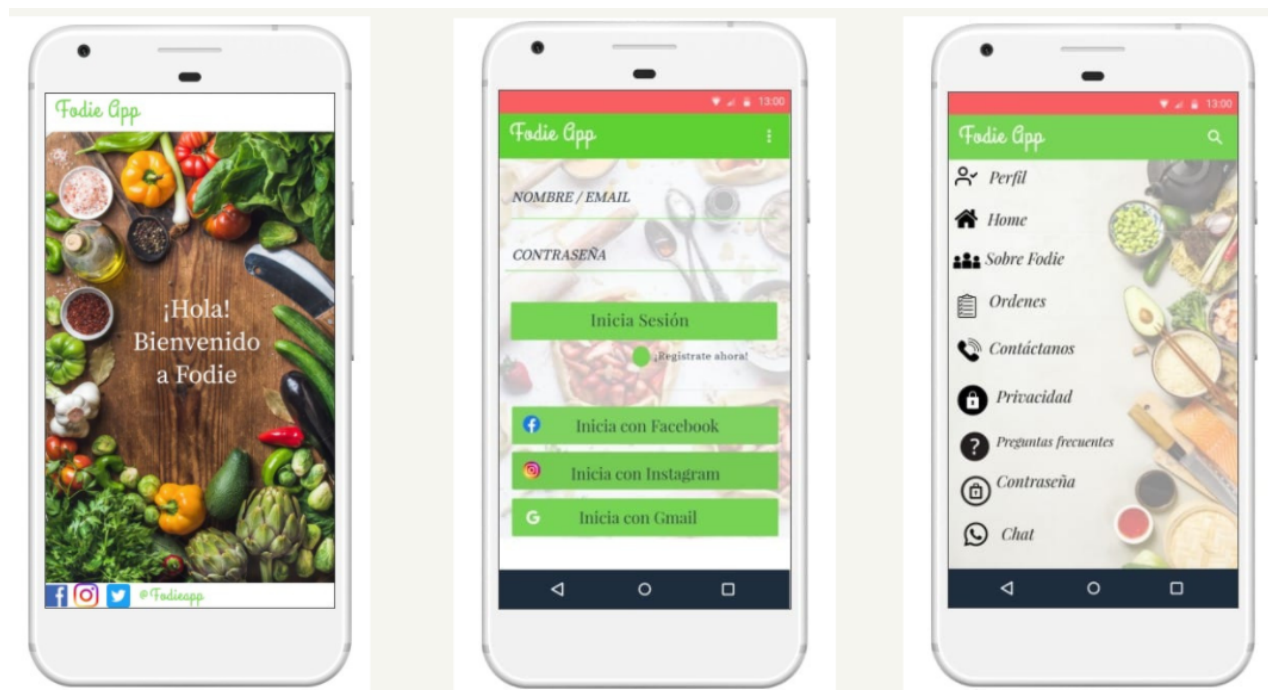 Fodie App
¡Hola!
Bienvenido
a Fodie
@Fodieapp
13:00
Fodie App
NOMBRE / EMAIL
CONTRASEÑA
Inicia Sesión
¡Registrate ahora!
Inicia con Facebook
Inicia con Instagram
Inicia con Gmail
13:00
Fodie App
Perfil
Home
Sobre Fodie
Ordenes
Contáctanos
Privacidad
Preguntas frecuentes
Contraseña
Chat